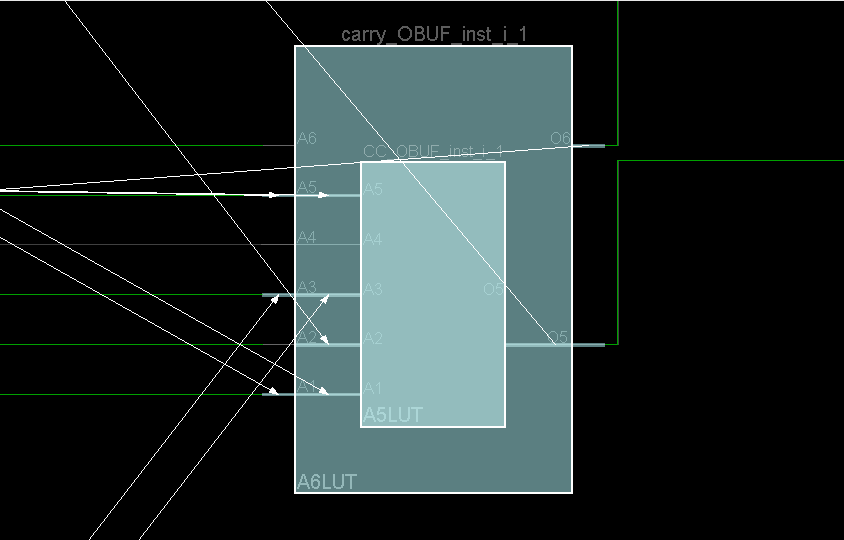 carry_OBUF_inst_i_1
A6
O6
CC_OBUF_inst_i_1
A5
A5
A4
A4
A3
A3
O5
A2
A2
O5
A1
A1
A5LUT
A6LUT